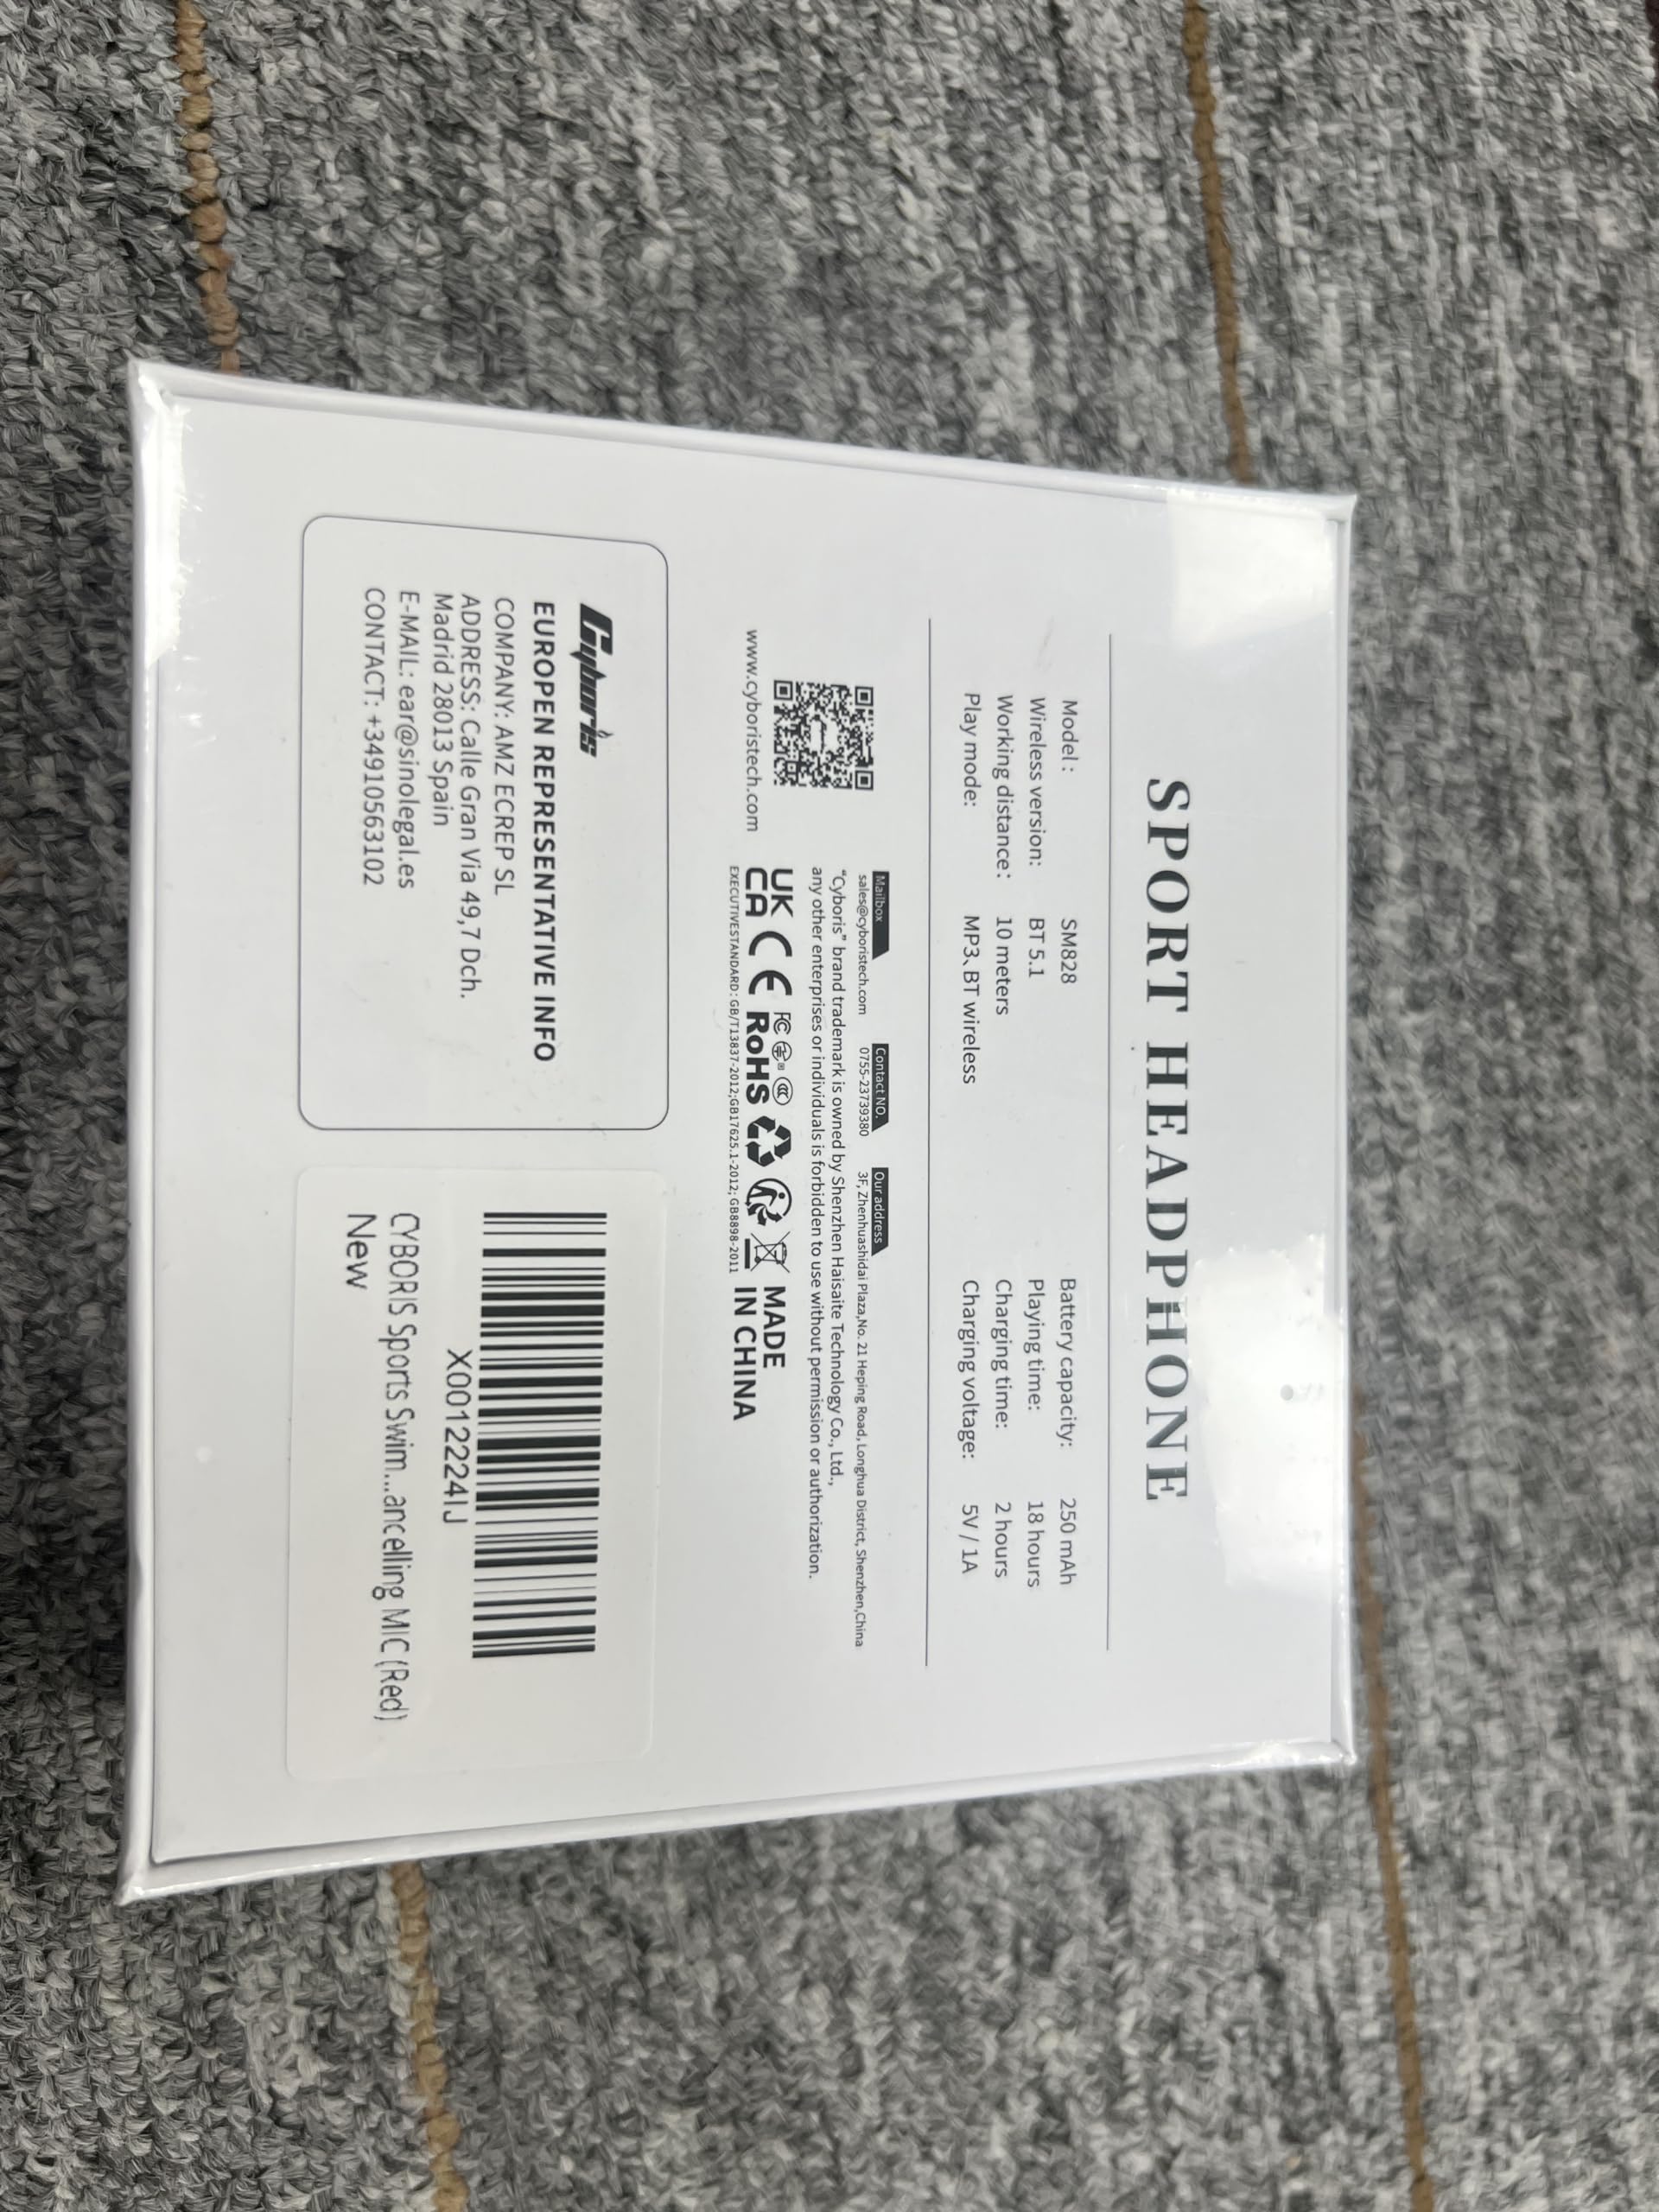 SPORT HEADPHONE
Model : SM828
Wireless version: BT 5.1
Working distance : 10 meters
Play mode: MP3、BT wireless
Battery capacity: 250 mAh
Playing time: 18 hours
Charging time: 2 hours
Charging voltage: 5V / 1A
www.cyboristech.com
Mailbox
sales@cyboristech.com
Contact NO.
0755-23739380
Our address
3F, Zhenhuashidai Plaza,No. 21 Heping Road, Longhua District, Shenzhen,China
"Cyboris" brand trademark is owned by Shenzhen Haisaite Technology Co., Ltd.,
any other enterprises or individuals is forbidden to use without permission or authorization.
UK
CA
CE
FC
RoHS
MADE
IN CHINA
EXECUTIVESTANDARD : GB/T13837-2012;GB17625.1-2012; GB8898-2011
Cyboris
EUROPEN REPRESENTATIVE INFO
COMPANY: AMZ ECREP SL
ADDRESS: Calle Gran Via 49,7 Dch.
Madrid 28013 Spain
E-MAIL: ear@sinolegal.es
CONTACT: +34910563102
X0012224IJ
CYBORIS Sports Swim...ancelling MIC (Red)
New